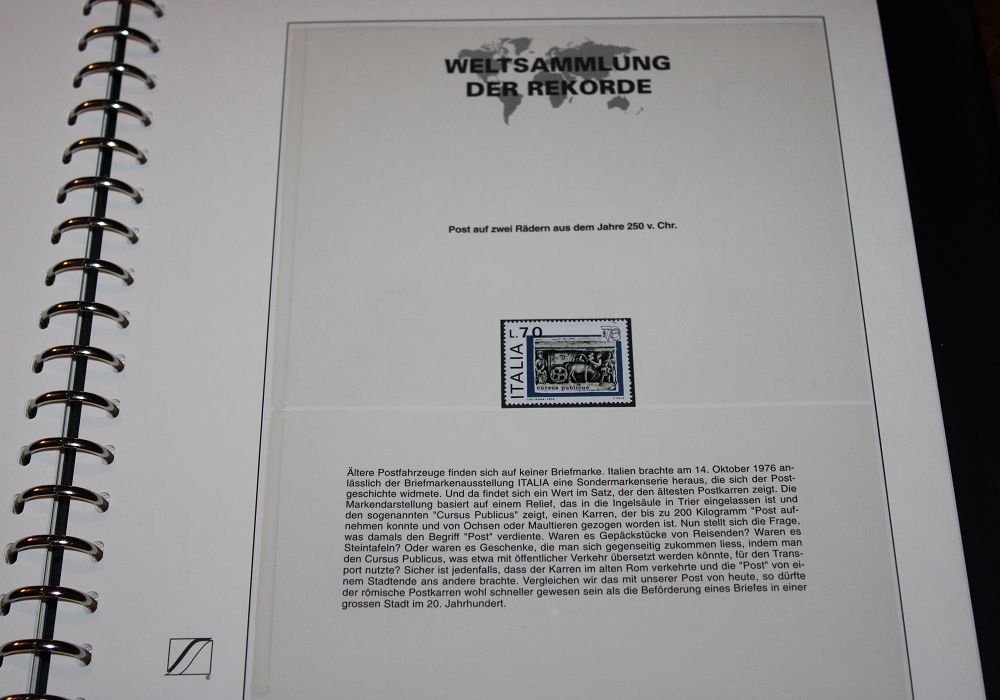 WELTSAMMLUNG
DER REKORDE
Post auf zwei Rädern aus dem Jahre 250 v. Chr.
L.70
76
ITALIA
cursus publicus
Ältere Postfahrzeuge finden sich auf keiner Briefmarke. Italien brachte am 14. Oktober 1976 an-
lässlich der Briefmarkenausstellung ITALIA eine Sondermarkenserie heraus, die sich der Post-
geschichte widmete. Und da findet sich ein Wert im Satz, der den ältesten Postkarren zeigt. Die
Markendarstellung basiert auf einem Relief, das in die Ingelsäule in Trier eingelassen ist und
den sogenannten "Cursus Publicus" zeigt, einen Karren, der bis zu 200 Kilogramm "Post auf-
nehmen konnte und von Ochsen oder Maultieren gezogen worden ist. Nun stellt sich die Frage,
was damals den Begriff "Post" verdiente. Waren es Gepäckstücke von Reisenden? Waren es
Steintafeln? Oder waren es Geschenke, die man sich gegenseitig zukommen liess, indem man
den Cursus Publicus, was etwa mit öffentlicher Verkehr übersetzt werden könnte, für den Trans-
port nutzte? Sicher ist jedenfalls, dass der Karren im alten Rom verkehrte und die "Post" von ei-
nem Stadtende ans andere brachte. Vergleichen wir das mit unserer Post von heute, so dürfte
der römische Postkarren wohl schneller gewesen sein als die Beförderung eines Briefes in einer
grossen Stadt im 20. Jahrhundert.